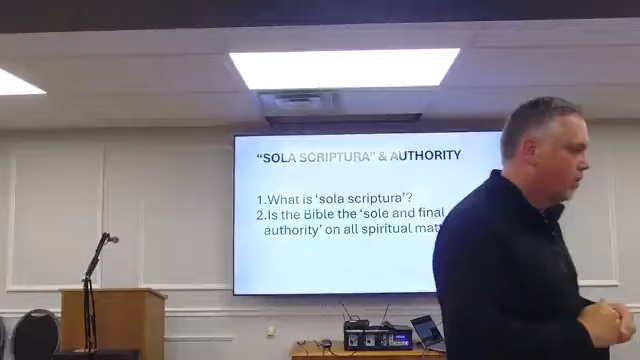 “SOLA SCRIPTURA” & AUTHORITY
1.What is ‘sola scriptura’?
2.Is the Bible the ‘sole and final
authority’ on all spiritual